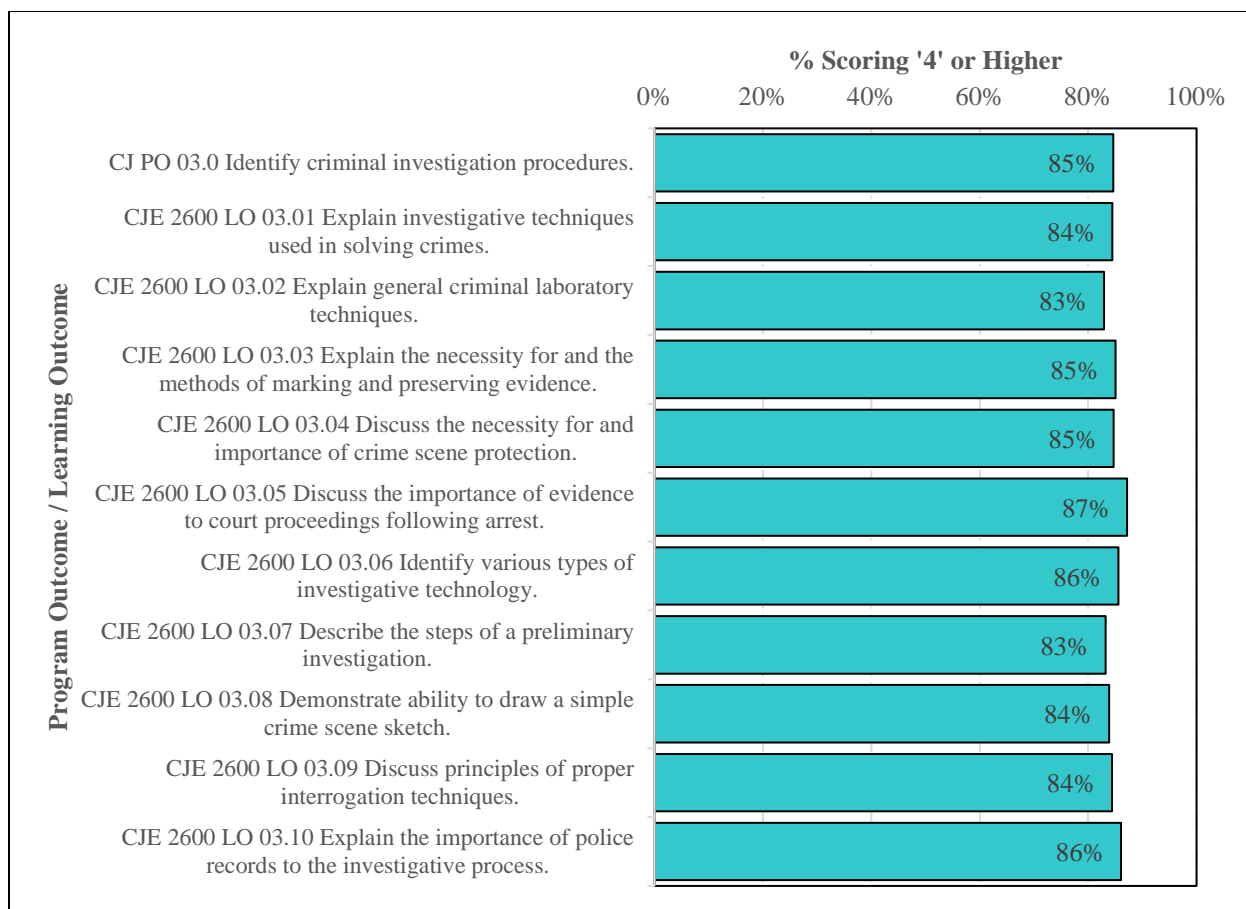 % Scoring '4' or Higher
0% 20% 40% 60% 80% 100%
Program Outcome / Learning Outcome
CJ PO 03.0 Identify criminal investigation procedures.
85%
CJE 2600 LO 03.01 Explain investigative techniques
used in solving crimes.
84%
CJE 2600 LO 03.02 Explain general criminal laboratory
techniques.
83%
CJE 2600 LO 03.03 Explain the necessity for and the
methods of marking and preserving evidence.
85%
CJE 2600 LO 03.04 Discuss the necessity for and
importance of crime scene protection.
85%
CJE 2600 LO 03.05 Discuss the importance of evidence
to court proceedings following arrest.
87%
CJE 2600 LO 03.06 Identify various types of
investigative technology.
86%
CJE 2600 LO 03.07 Describe the steps of a preliminary
investigation.
83%
CJE 2600 LO 03.08 Demonstrate ability to draw a simple
crime scene sketch.
84%
CJE 2600 LO 03.09 Discuss principles of proper
interrogation techniques.
84%
CJE 2600 LO 03.10 Explain the importance of police
records to the investigative process.
86%